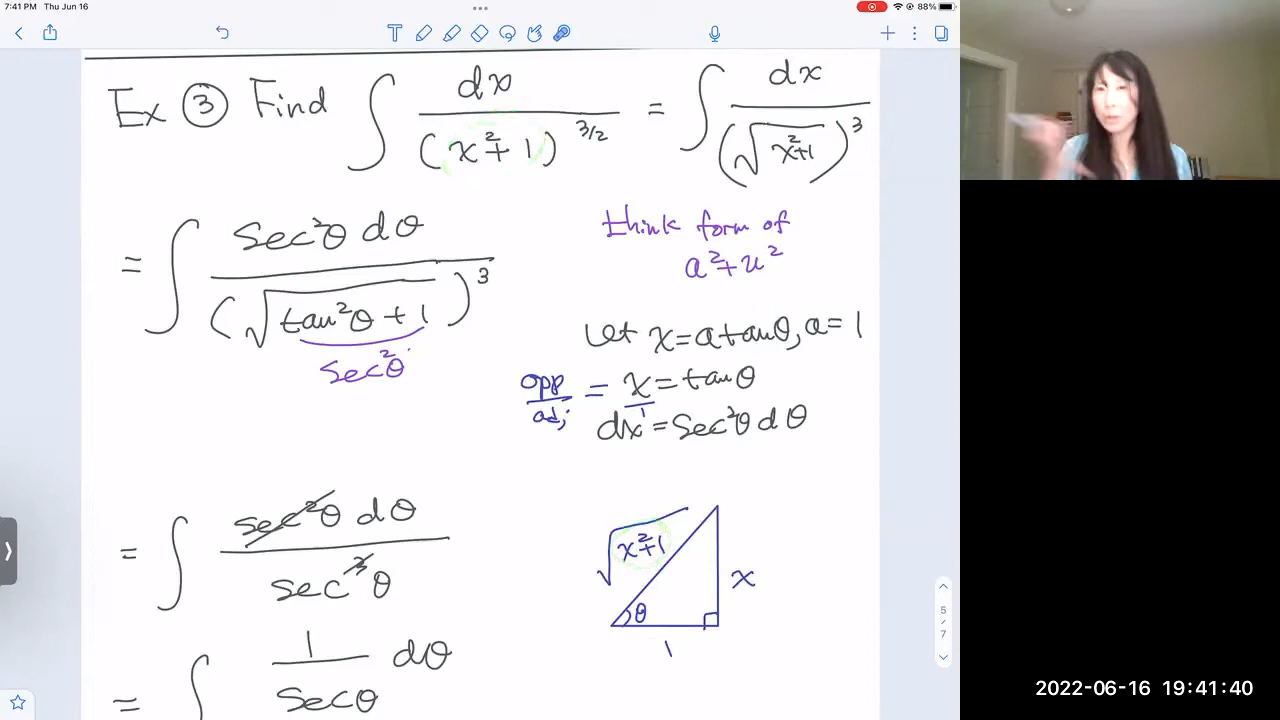 7:41 PM Thu Jun 16
88%
Ex ③ Find ∫ dx / (x²+1)^{3/2} = ∫ dx / (√(x²+1))³
= ∫ sec²θ dθ / (√(tan²θ + 1))³
sec²θ
think form of
a²+u²
Let x = a tanθ, a = 1
opp/adj = x/1 = tanθ
dx = sec²θ dθ
= ∫ sec²θ dθ / sec³θ
√(x²+1)
x
θ
1
= ∫ 1/secθ dθ
5
/
7
2022-06-16 19:41:40